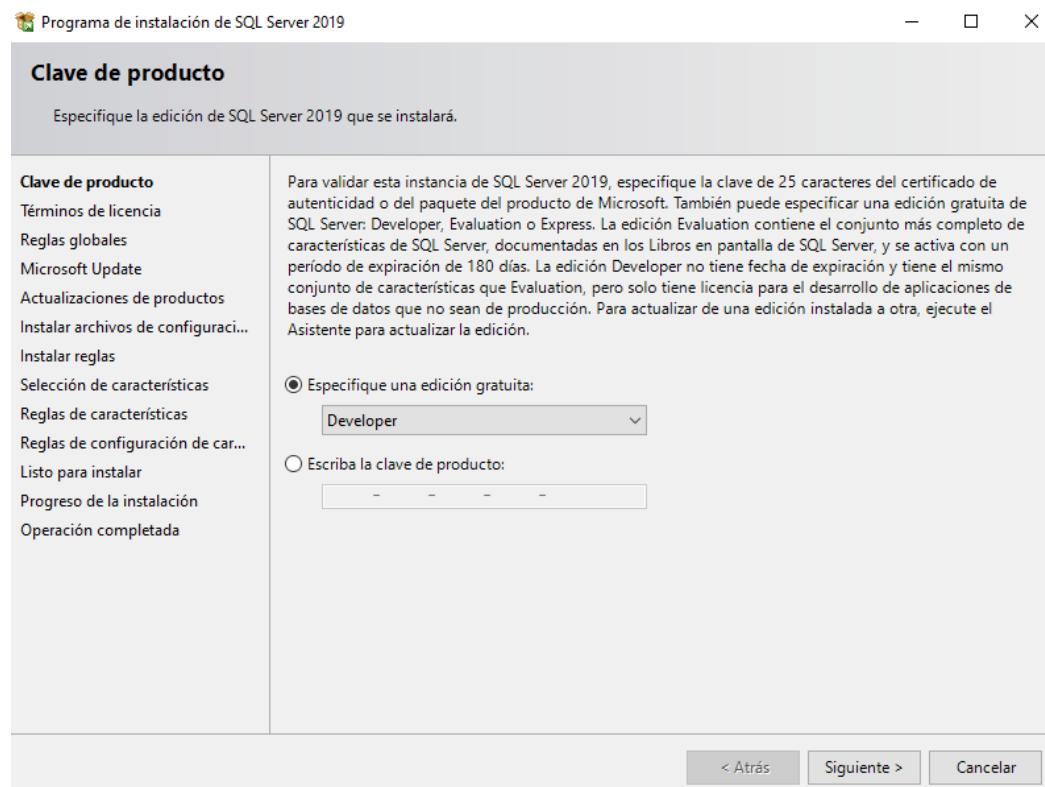 Programa de instalación de SQL Server 2019
Clave de producto
Especifique la edición de SQL Server 2019 que se instalará.
Clave de producto
Términos de licencia
Reglas globales
Microsoft Update
Actualizaciones de productos
Instalar archivos de configuraci...
Instalar reglas
Selección de características
Reglas de características
Reglas de configuración de car...
Listo para instalar
Progreso de la instalación
Operación completada
Para validar esta instancia de SQL Server 2019, especifique la clave de 25 caracteres del certificado de
autenticidad o del paquete del producto de Microsoft. También puede especificar una edición gratuita de
SQL Server: Developer, Evaluation o Express. La edición Evaluation contiene el conjunto más completo de
características de SQL Server, documentadas en los Libros en pantalla de SQL Server, y se activa con un
período de expiración de 180 días. La edición Developer no tiene fecha de expiración y tiene el mismo
conjunto de características que Evaluation, pero solo tiene licencia para el desarrollo de aplicaciones de
bases de datos que no sean de producción. Para actualizar de una edición instalada a otra, ejecute el
Asistente para actualizar la edición.
Especifique una edición gratuita:
Developer
Escriba la clave de producto:
- - - -
< Atrás
Siguiente >
Cancelar